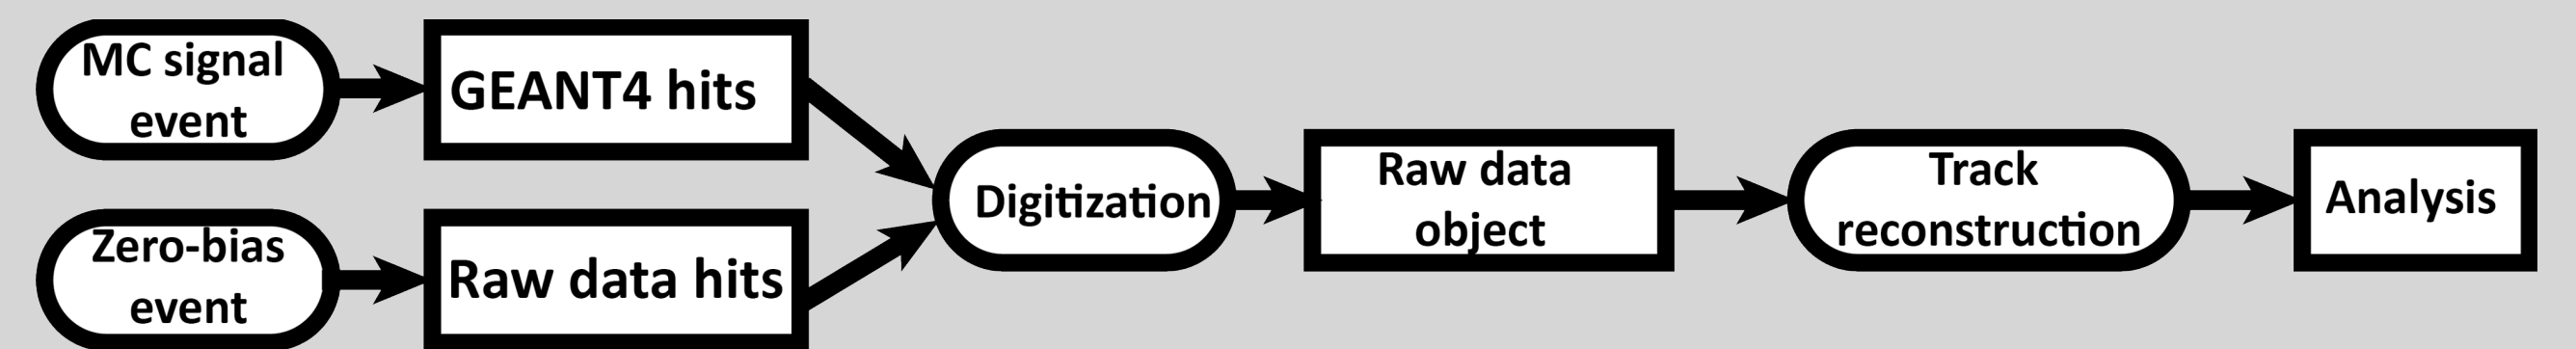 MC signal
event
GEANT4 hits
Zero-bias
event
Raw data hits
Digitization
Raw data
object
Track
reconstruction
Analysis